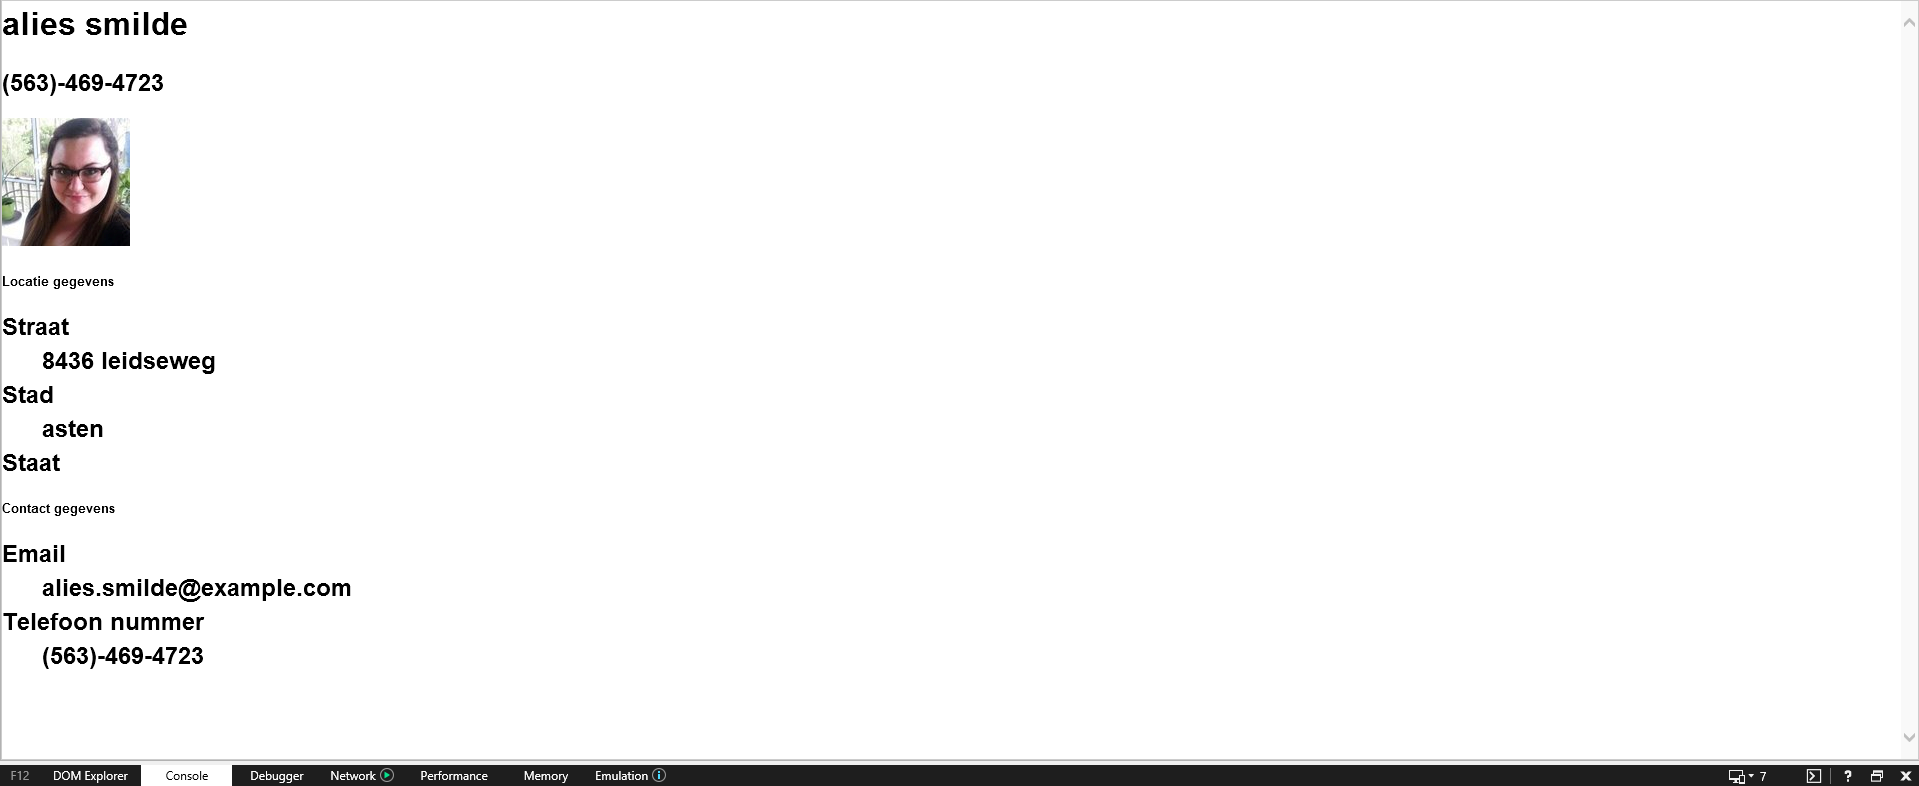 alies smilde
(563)-469-4723
Locatie gegevens
Straat
8436 leidseweg
Stad
asten
Staat
Contact gegevens
Email
alies.smilde@example.com
Telefoon nummer
(563)-469-4723
F12 DOM Explorer Console Debugger Network Performance Memory Emulation 7 ?